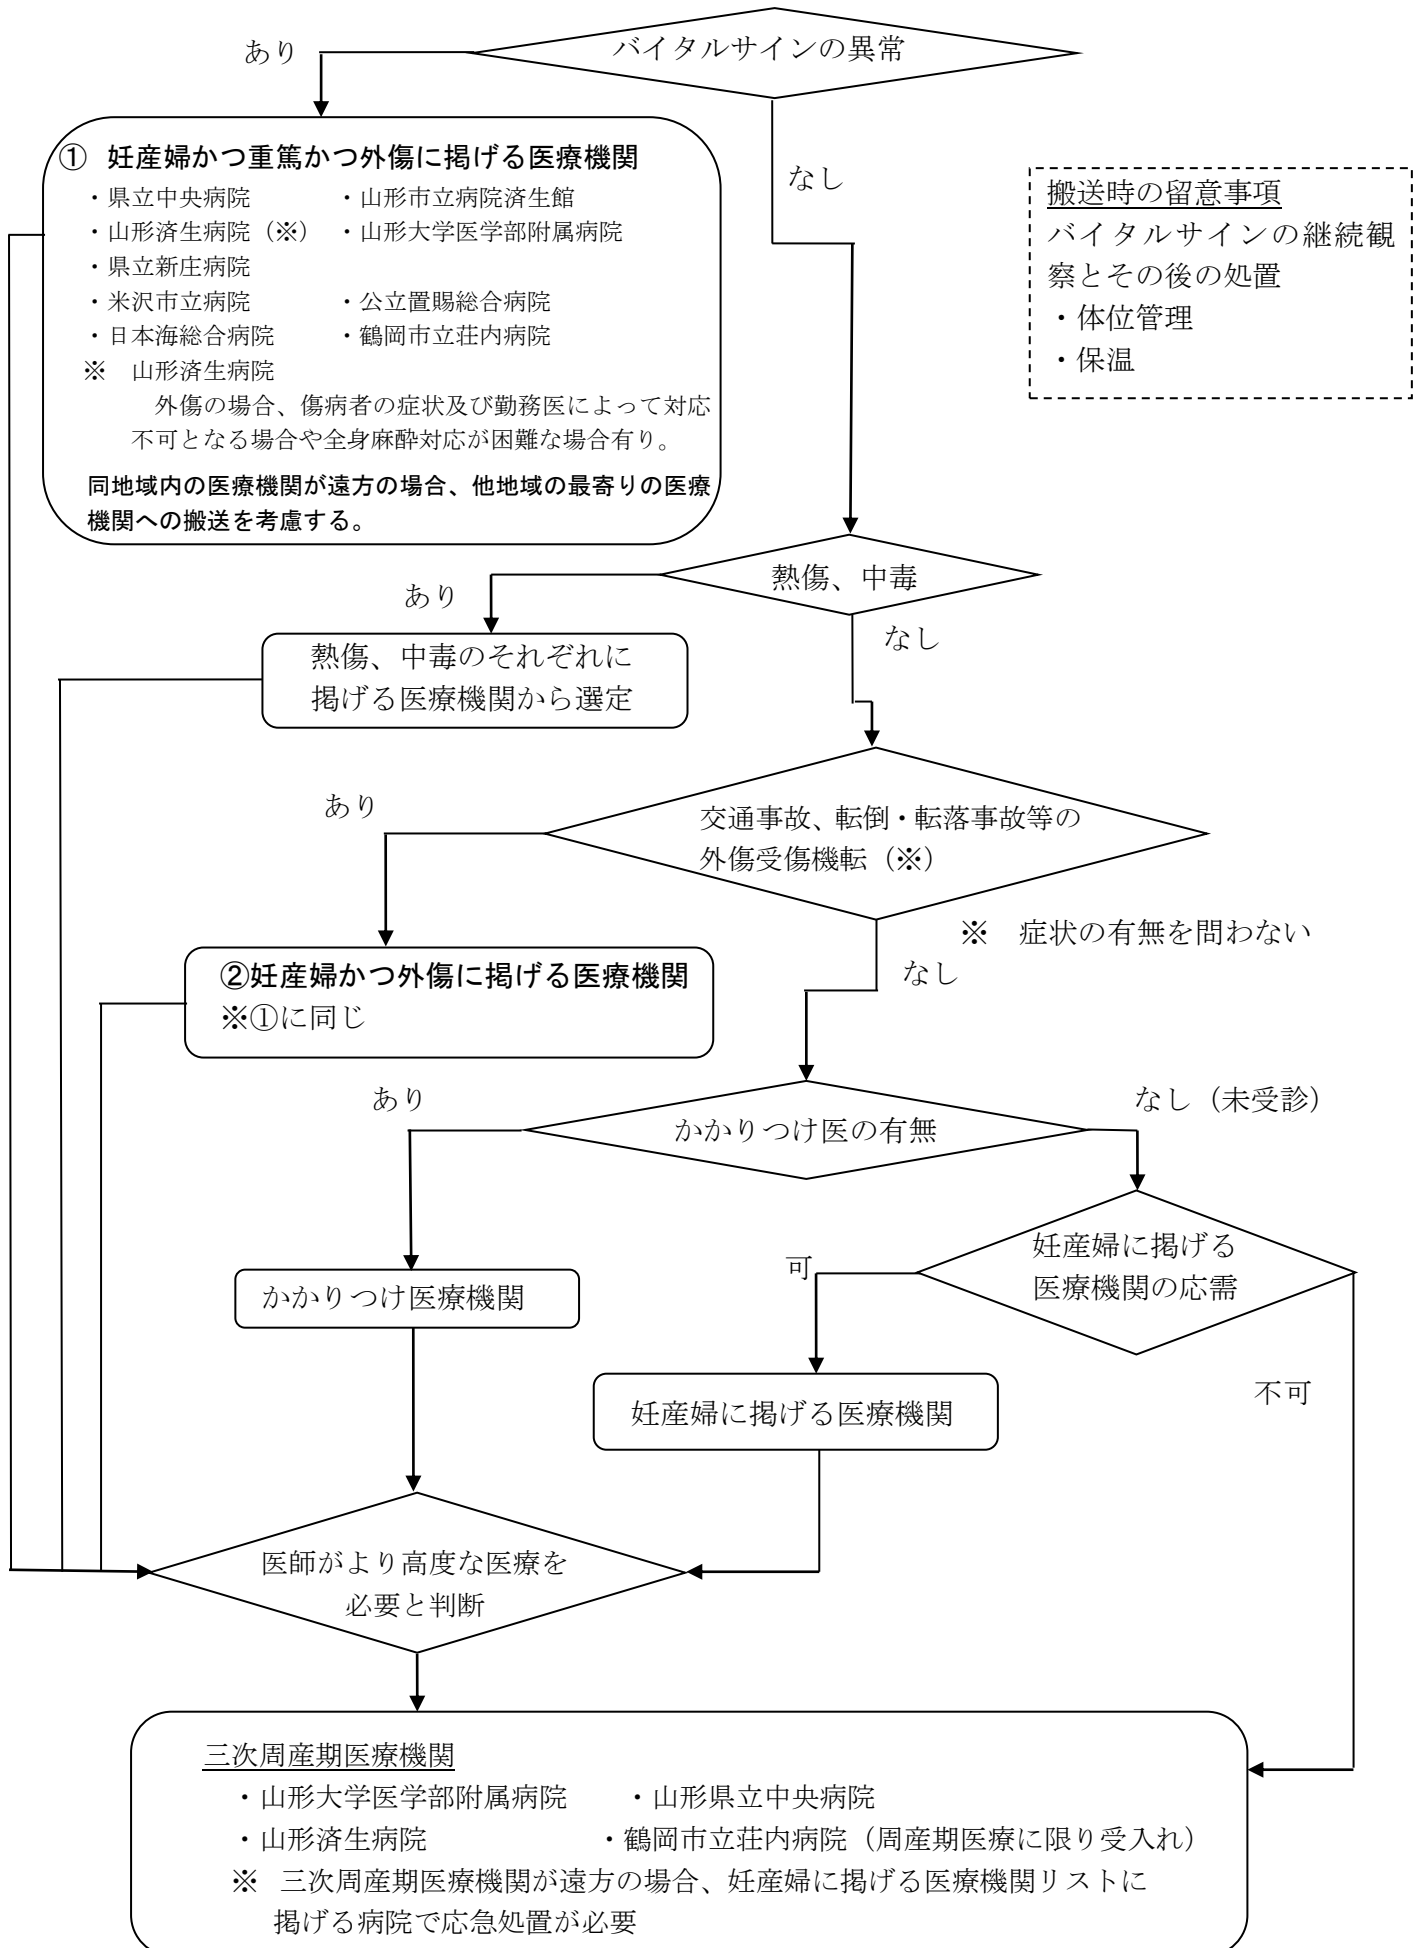 バイタルサインの異常
あり
① 妊産婦かつ重篤かつ外傷に掲げる医療機関
・県立中央病院 ・山形市立病院済生館
・山形済生病院（※） ・山形大学医学部附属病院
・県立新庄病院
・米沢市立病院 ・公立置賜総合病院
・日本海総合病院 ・鶴岡市立荘内病院
※ 山形済生病院
外傷の場合、傷病者の症状及び勤務医によって対応
不可となる場合や全身麻酔対応が困難な場合有り。
同地域内の医療機関が遠方の場合、他地域の最寄りの医療
機関への搬送を考慮する。
なし
搬送時の留意事項
バイタルサインの継続観
察とその後の処置
・体位管理
・保温
熱傷、中毒
あり
なし
熱傷、中毒のそれぞれに
掲げる医療機関から選定
交通事故、転倒・転落事故等の
外傷受傷機転（※）
あり
※ 症状の有無を問わない
なし
②妊産婦かつ外傷に掲げる医療機関
※①に同じ
かかりつけ医の有無
あり
なし（未受診）
かかりつけ医療機関
妊産婦に掲げる
医療機関の応需
可
不可
妊産婦に掲げる医療機関
医師がより高度な医療を
必要と判断
三次周産期医療機関
・山形大学医学部附属病院 ・山形県立中央病院
・山形済生病院 ・鶴岡市立荘内病院（周産期医療に限り受入れ）
※ 三次周産期医療機関が遠方の場合、妊産婦に掲げる医療機関リストに
掲げる病院で応急処置が必要